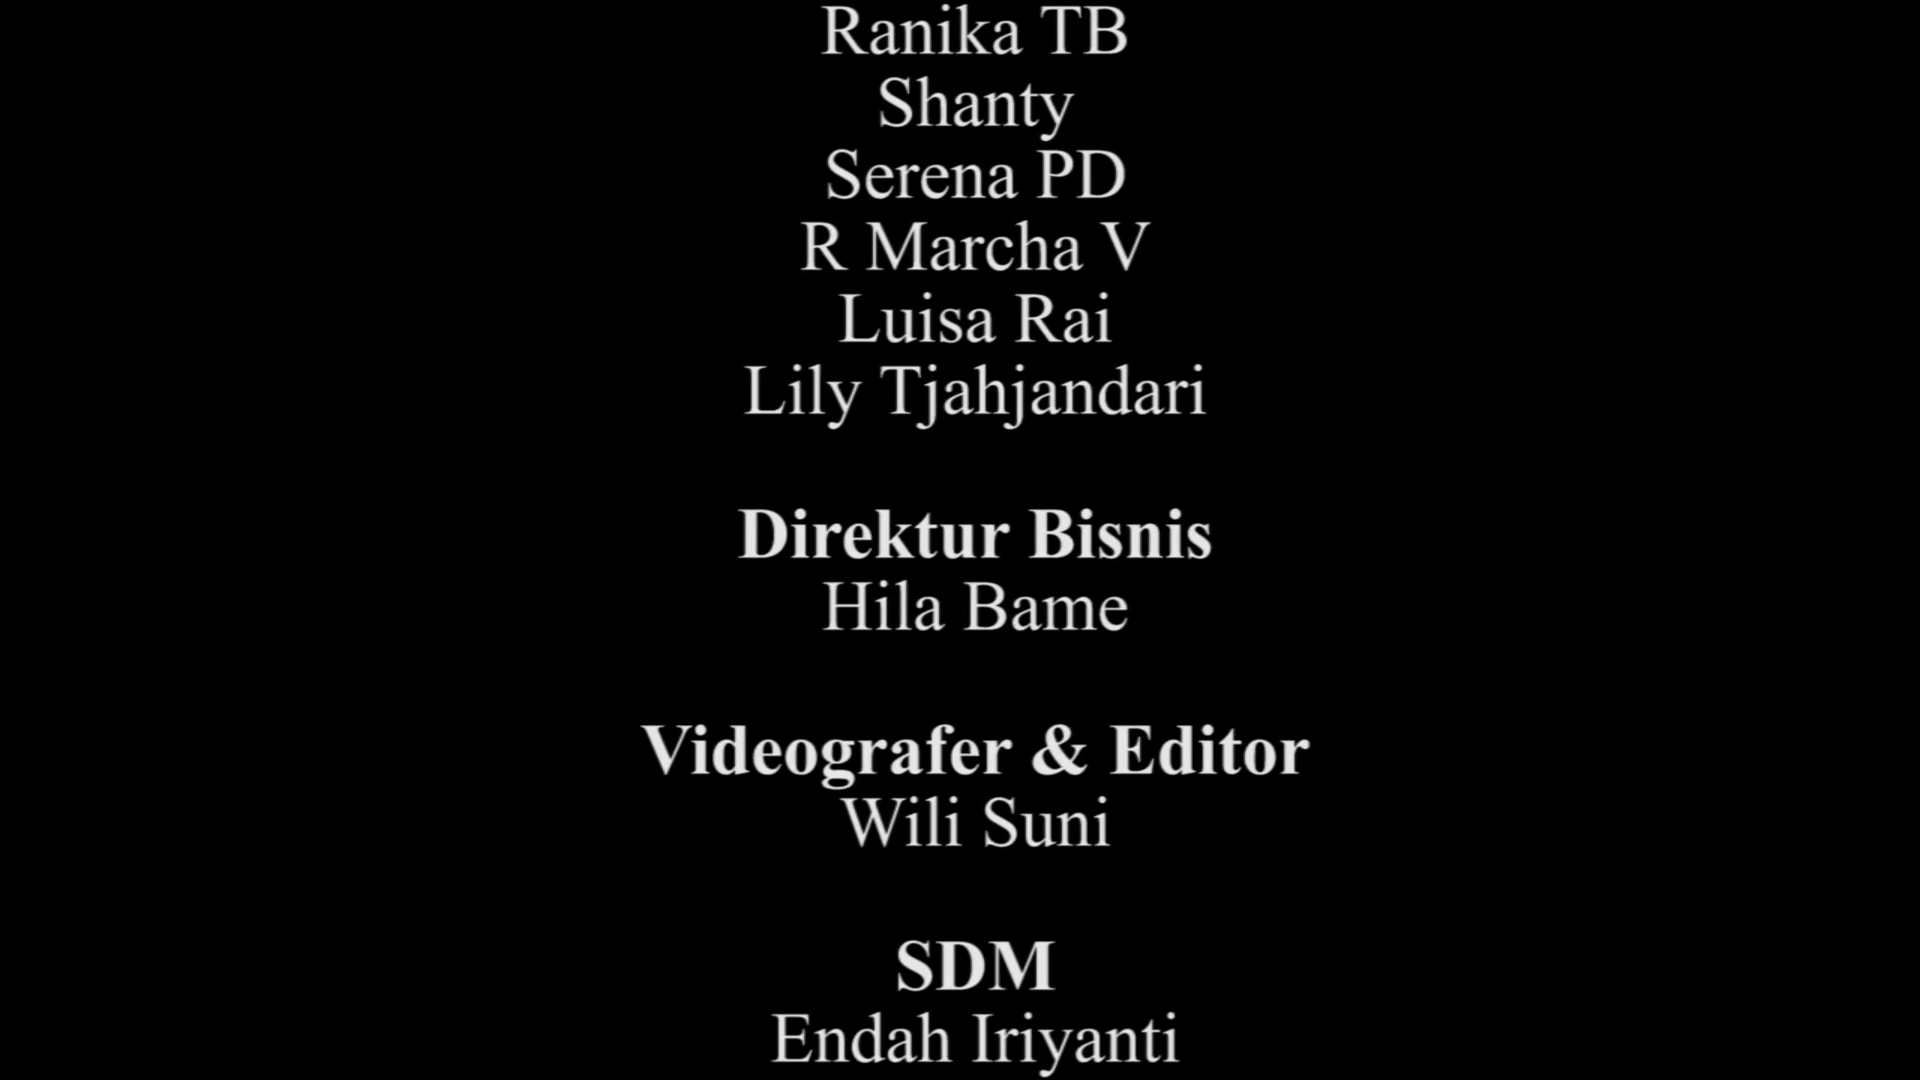 Ranika TB
Shanty
Serena PD
R Marcha V
Luisa Rai
Lily Tjahjandari
Direktur Bisnis
Hila Bame
Videografer & Editor
Wili Suni
SDM
Endah Iriyanti